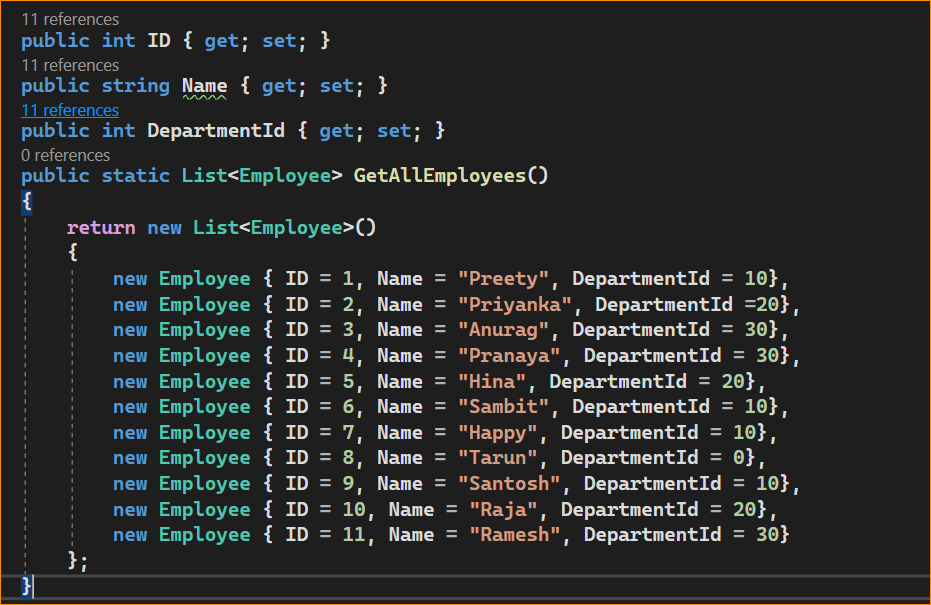 11 references
public int ID { get; set; }
11 references
public string Name { get; set; }
11 references
public int DepartmentId { get; set; }
0 references
public static List<Employee> GetAllEmployees()
{
return new List<Employee>()
{
new Employee { ID = 1, Name = "Preety", DepartmentId = 10},
new Employee { ID = 2, Name = "Priyanka", DepartmentId =20},
new Employee { ID = 3, Name = "Anurag", DepartmentId = 30},
new Employee { ID = 4, Name = "Pranaya", DepartmentId = 30},
new Employee { ID = 5, Name = "Hina", DepartmentId = 20},
new Employee { ID = 6, Name = "Sambit", DepartmentId = 10},
new Employee { ID = 7, Name = "Happy", DepartmentId = 10},
new Employee { ID = 8, Name = "Tarun", DepartmentId = 0},
new Employee { ID = 9, Name = "Santosh", DepartmentId = 10},
new Employee { ID = 10, Name = "Raja", DepartmentId = 20},
new Employee { ID = 11, Name = "Ramesh", DepartmentId = 30}
};
}